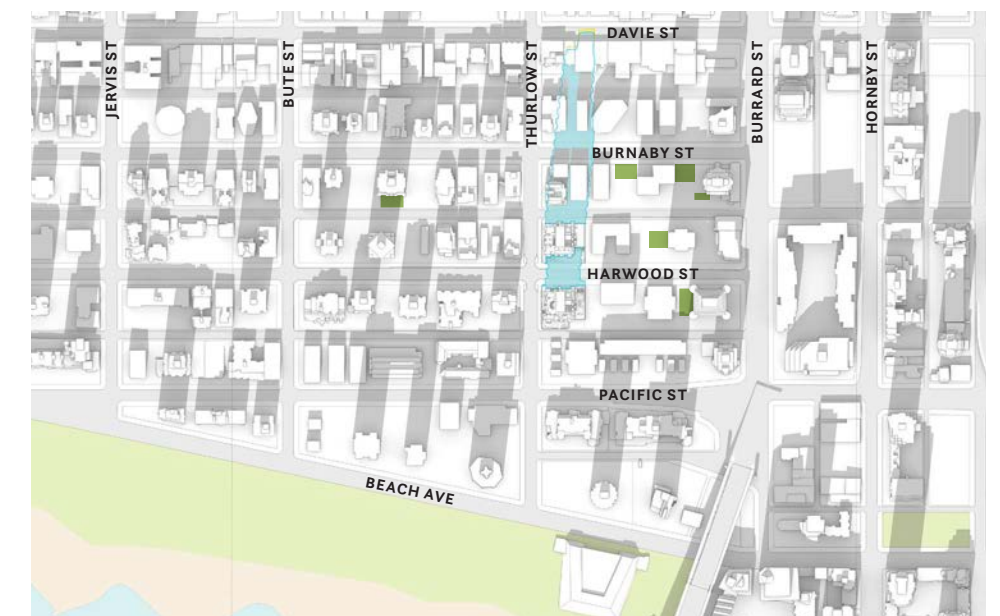 DAVIE ST
JERVIS ST
BUTE ST
THURLOW ST
BURRARD ST
HORNBY ST
BURNABY ST
HARWOOD ST
PACIFIC ST
BEACH AVE